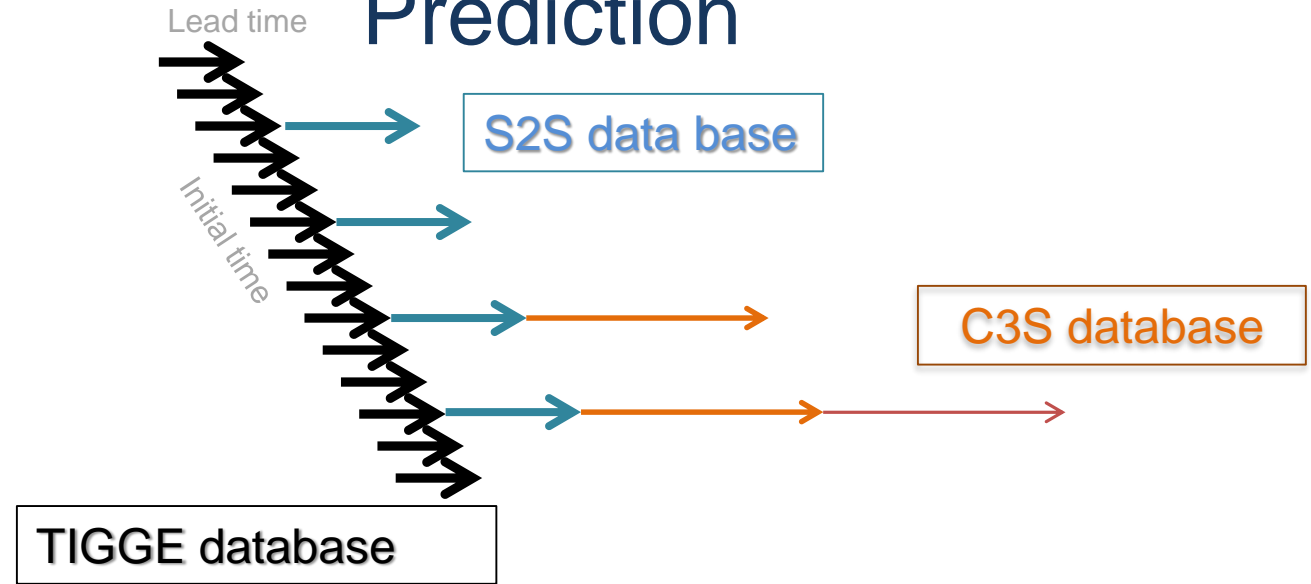 Prediction
Lead time
S2S data base
Initial time
C3S database
TIGGE database